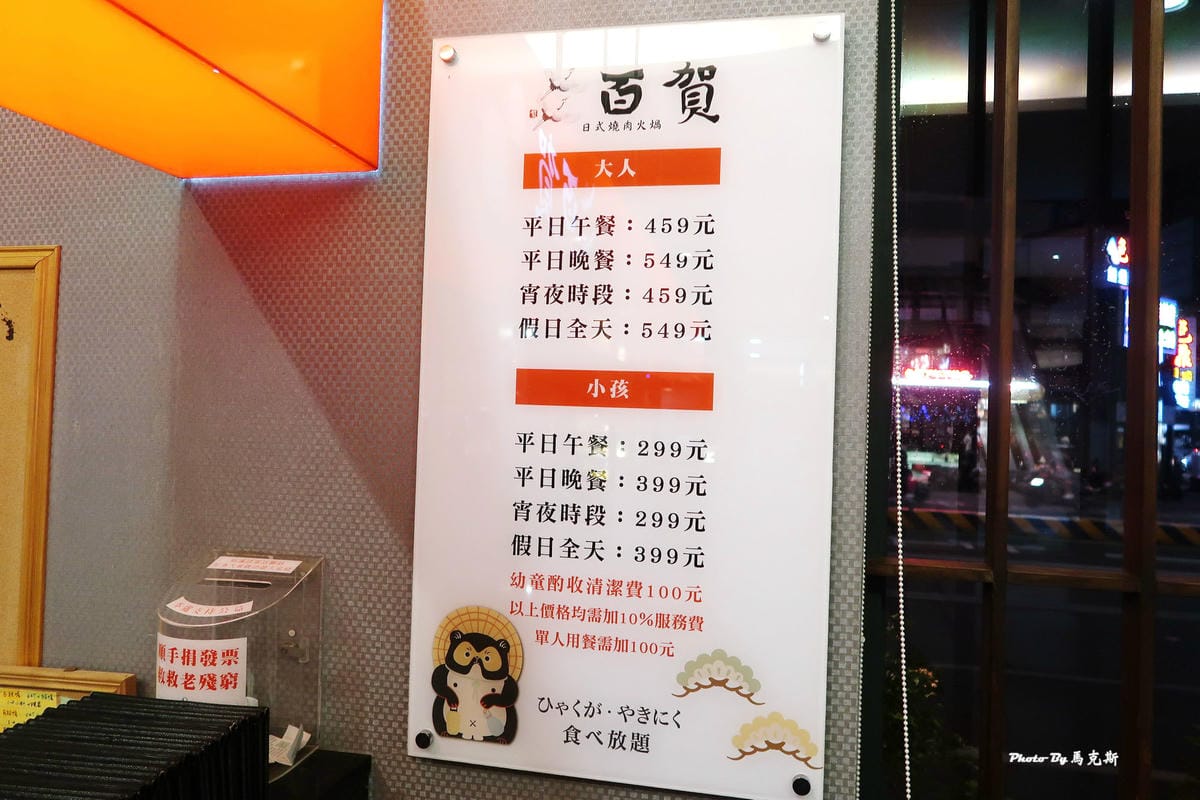 百賀
日式燒肉火焗
大人
平日午餐：459元
平日晚餐：549元
宵夜時段：459元
假日全天：549元
小孩
平日午餐：299元
平日晚餐：399元
宵夜時段：299元
假日全天：399元
幼童酌收清潔費100元
以上價格均需加10%服務費
單人用餐需加100元
ひゃくが・やきにく
食べ放題
順手捐發票
救救老殘窮
Photo By 馬克斯